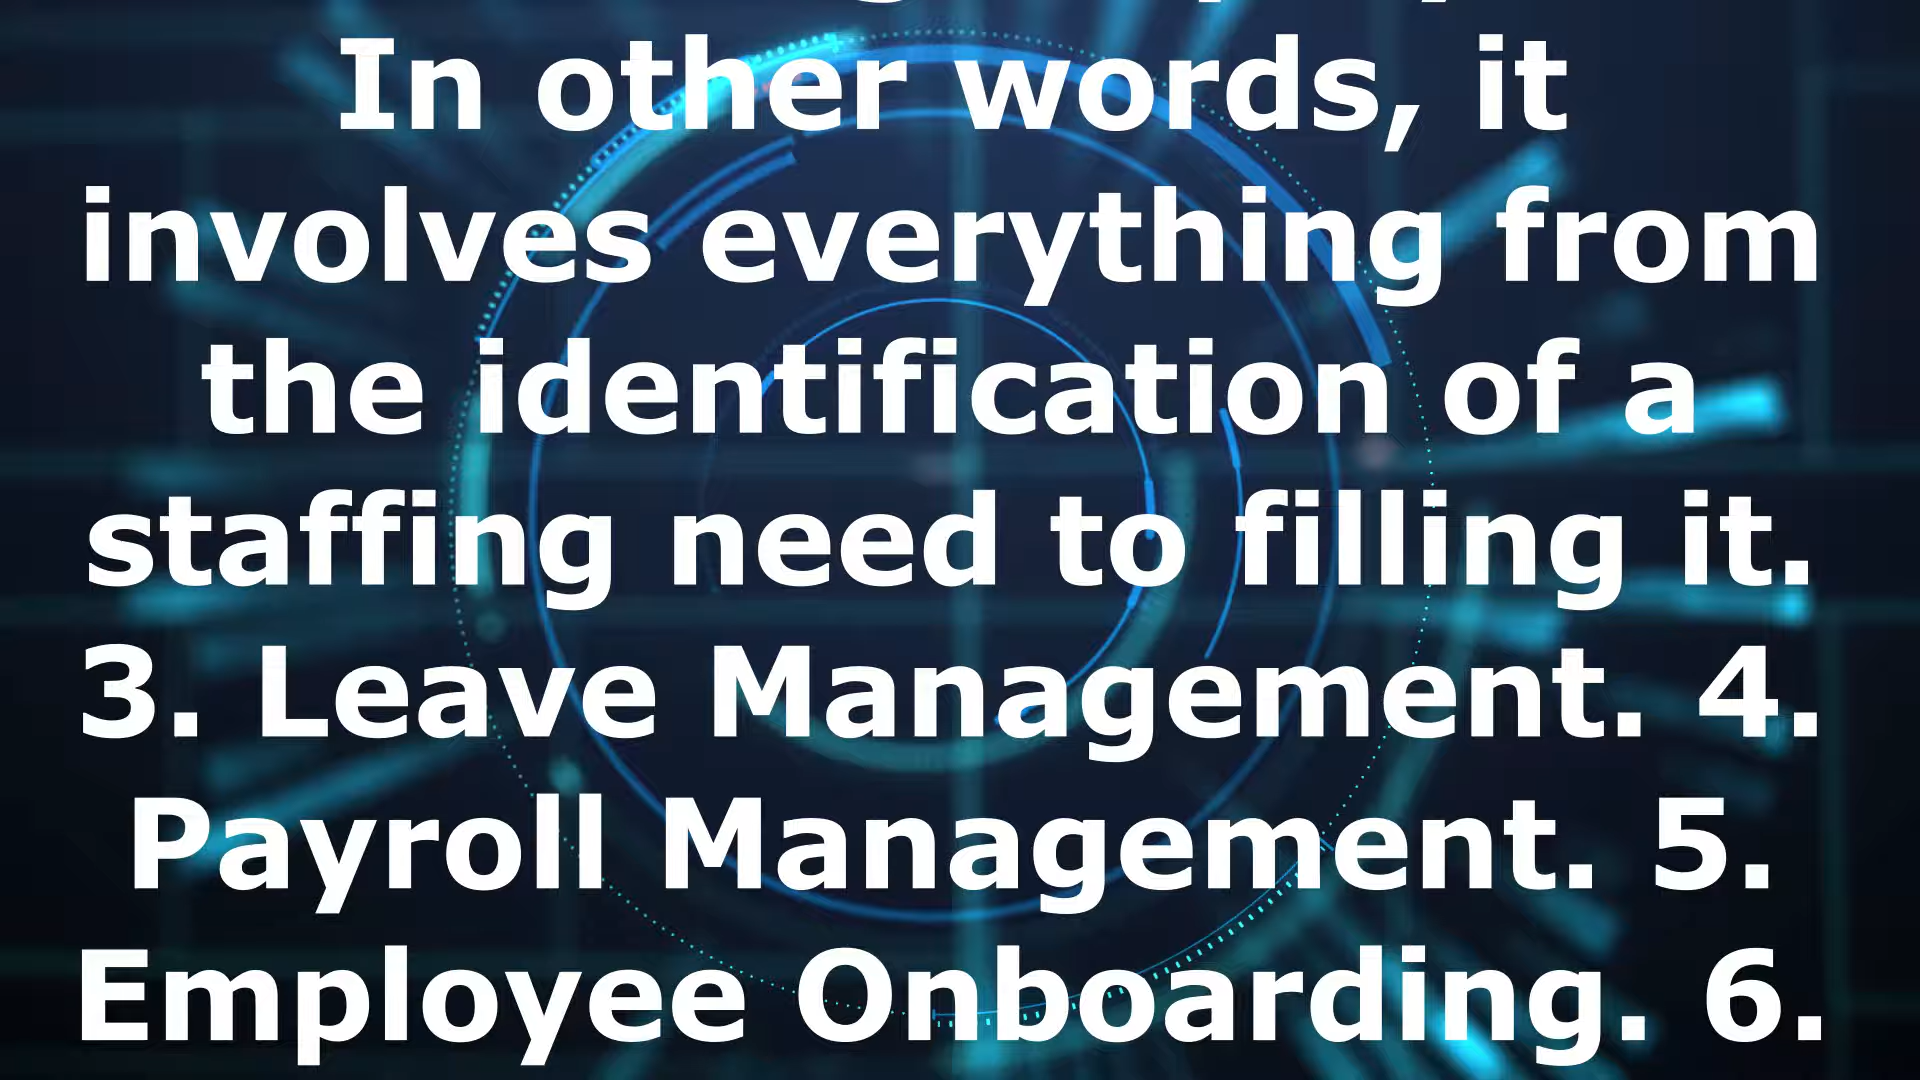 In other words, it
involves everything from
the identification of a
staffing need to filling it.
3. Leave Management. 4.
Payroll Management. 5.
Employee Onboarding. 6.